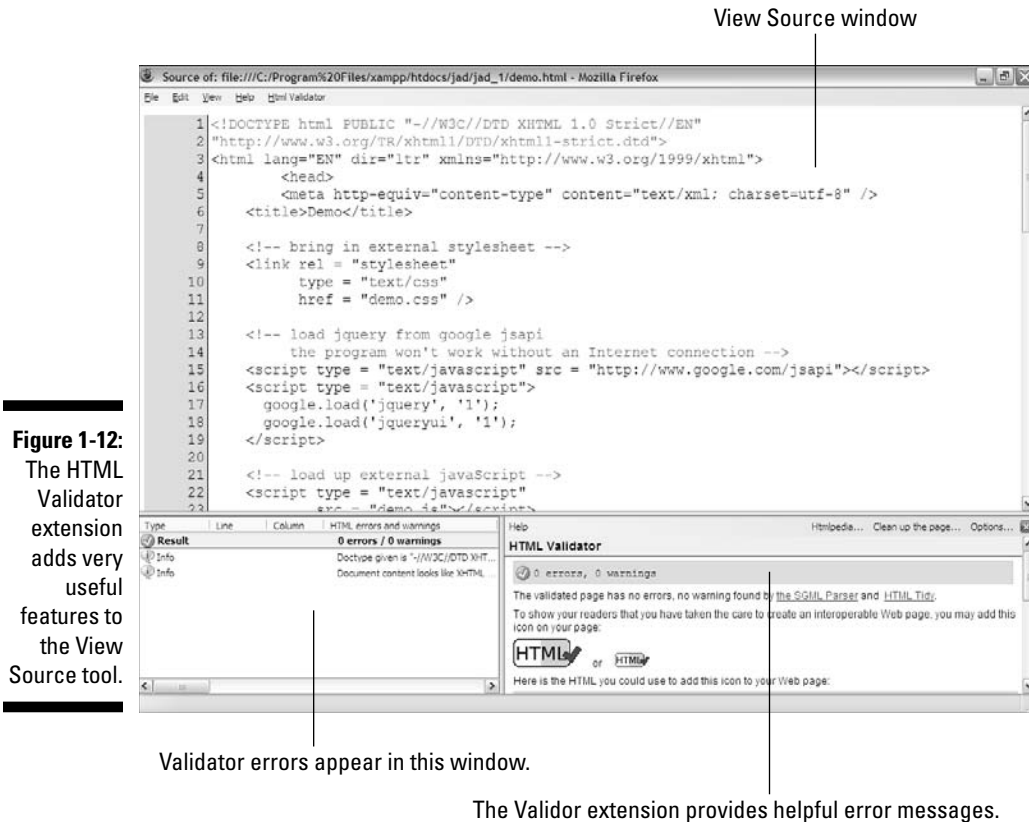 View Source window
Source of: file:///C:/Program%20Files/xampp/htdocs/jad/jad_1/demo.html - Mozilla Firefox
File Edit View Help Html Validator
1 <!DOCTYPE html PUBLIC "-//W3C//DTD XHTML 1.0 Strict//EN"
2 "http://www.w3.org/TR/xhtml1/DTD/xhtml1-strict.dtd">
3 <html lang="EN" dir="ltr" xmlns="http://www.w3.org/1999/xhtml">
4 <head>
5 <meta http-equiv="content-type" content="text/xml; charset=utf-8" />
6 <title>Demo</title>
7
8 <!-- bring in external stylesheet -->
9 <link rel = "stylesheet"
10 type = "text/css"
11 href = "demo.css" />
12
13 <!-- load jquery from google jsapi
14 the program won't work without an Internet connection -->
15 <script type = "text/javascript" src = "http://www.google.com/jsapi"></script>
16 <script type = "text/javascript">
17 google.load('jquery', '1');
18 google.load('jqueryui', '1');
19 </script>
20
21 <!-- load up external javaScript -->
22 <script type = "text/javascript"
23 src = "demo.js"></script>
Type Line Column HTML errors and warnings
Result 0 errors / 0 warnings
Info Doctype given is "-//W3C//DTD XHT...
Info Document content looks like XHTML ...
Help Htmlpedia... Clean up the page... Options...
HTML Validator
0 errors, 0 warnings
The validated page has no errors, no warning found by the SGML Parser and HTML Tidy.
To show your readers that you have taken the care to create an interoperable Web page, you may add this
icon on your page:
HTML or HTML
Here is the HTML you could use to add this icon to your Web page:
Figure 1-12:
The HTML
Validator
extension
adds very
useful
features to
the View
Source tool.
Validator errors appear in this window.
The Validor extension provides helpful error messages.